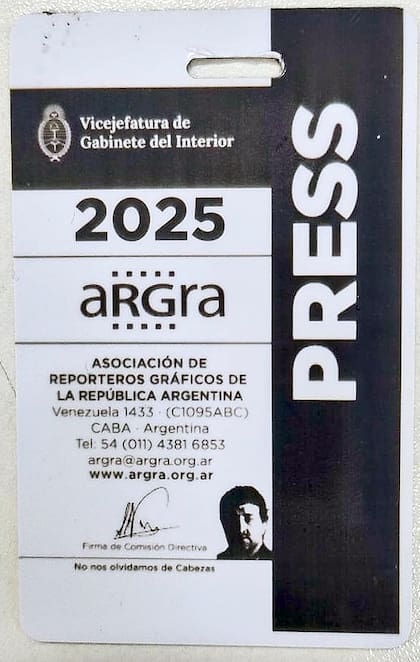 Vicejefatura de
Gabinete del Interior
2025
aRGra
ASOCIACIÓN DE
REPORTEROS GRÁFICOS DE
LA REPÚBLICA ARGENTINA
Venezuela 1433 · (C1095ABC)
CABA · Argentina
Tel: 54 (011) 4381 6853
argra@argra.org.ar
www.argra.org.ar
Firma de Comisión Directiva
No nos olvidamos de Cabezas
PRESS